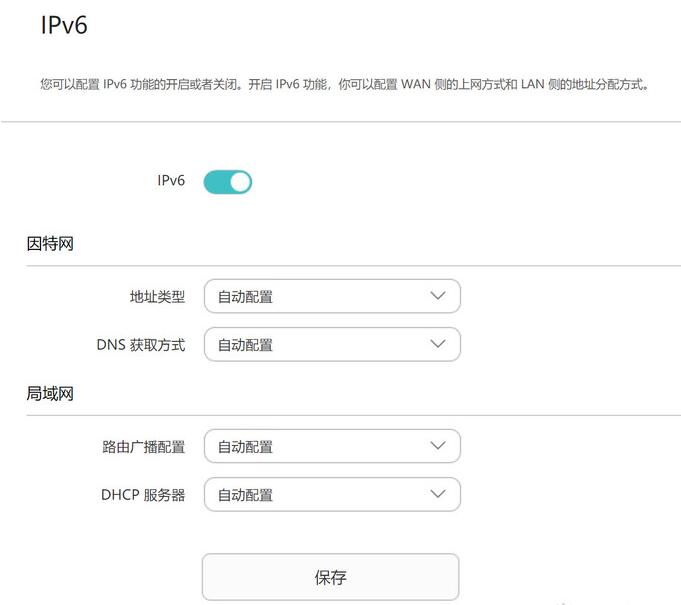 IPv6
您可以配置 IPv6 功能的开启或者关闭。开启 IPv6 功能，你可以配置 WAN 侧的上网方式和 LAN 侧的地址分配方式。
IPv6
因特网
地址类型 自动配置
DNS 获取方式 自动配置
局域网
路由广播配置 自动配置
DHCP 服务器 自动配置
保存